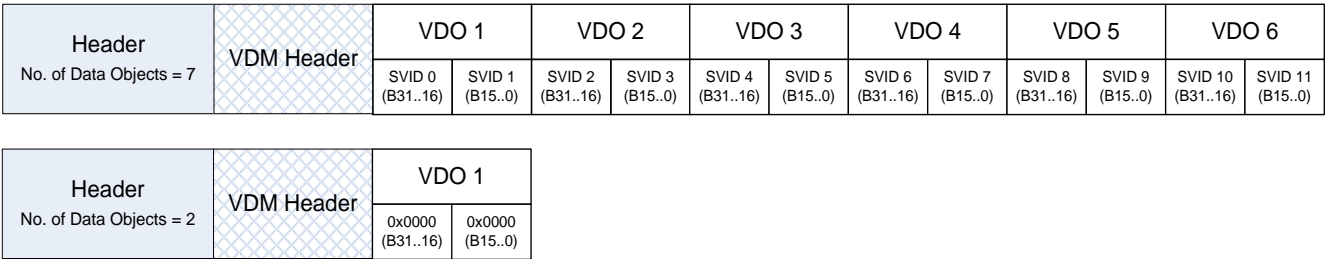 Header
No. of Data Objects = 7
VDM Header
VDO 1
VDO 2
VDO 3
VDO 4
VDO 5
VDO 6
SVID 0
(B31..16)
SVID 1
(B15..0)
SVID 2
(B31..16)
SVID 3
(B15..0)
SVID 4
(B31..16)
SVID 5
(B15..0)
SVID 6
(B31..16)
SVID 7
(B15..0)
SVID 8
(B31..16)
SVID 9
(B15..0)
SVID 10
(B31..16)
SVID 11
(B15..0)
Header
No. of Data Objects = 2
VDM Header
VDO 1
0x0000
(B31..16)
0x0000
(B15..0)